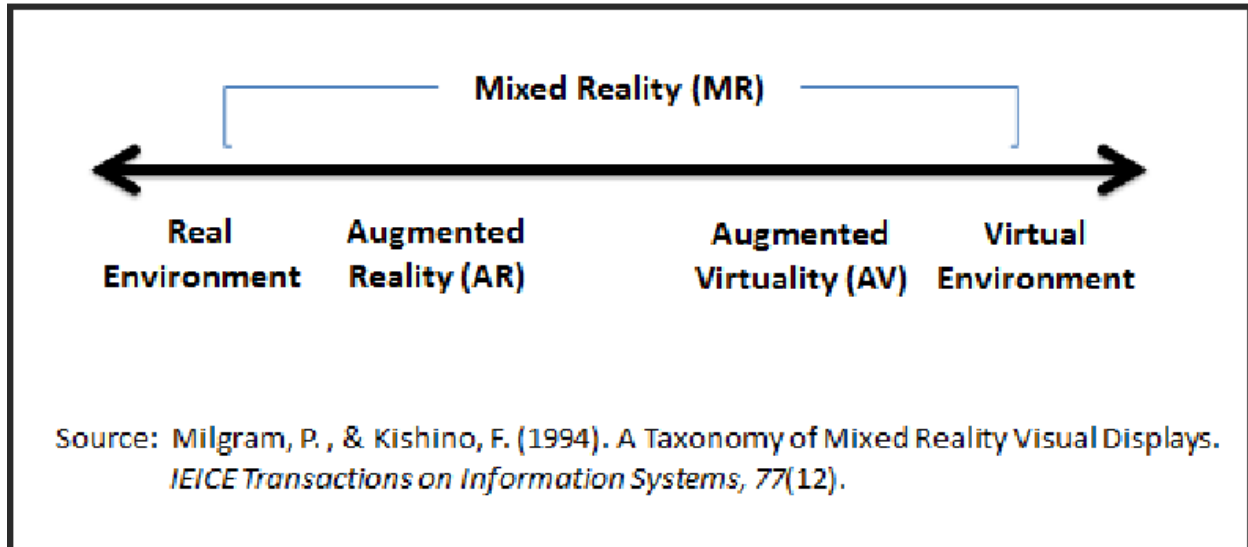 Mixed Reality (MR)
Real Environment
Augmented Reality (AR)
Augmented Virtuality (AV)
Virtual Environment
Source: Milgram, P. , & Kishino, F. (1994). A Taxonomy of Mixed Reality Visual Displays.
IEICE Transactions on Information Systems, 77(12).